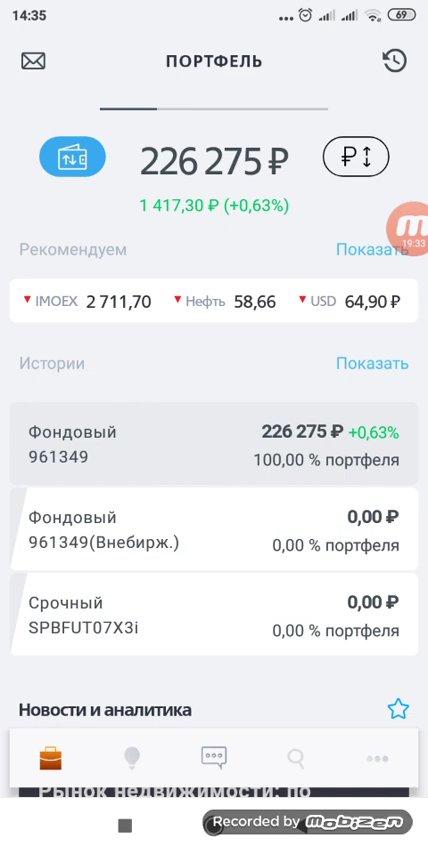 14:35
69
ПОРТФЕЛЬ
226 275 ₽
₽
1 417,30 ₽ (+0,63%)
19:33
Рекомендуем Показать
IMOEX 2 711,70 Нефть 58,66 USD 64,90 ₽
Истории Показать
Фондовый 226 275 ₽ +0,63%
961349 100,00 % портфеля
Фондовый 0,00 ₽
961349(Внебирж.) 0,00 % портфеля
Срочный 0,00 ₽
SPBFUT07X3i 0,00 % портфеля
Новости и аналитика
Рынок недвижимости: по
Recorded by mobizen